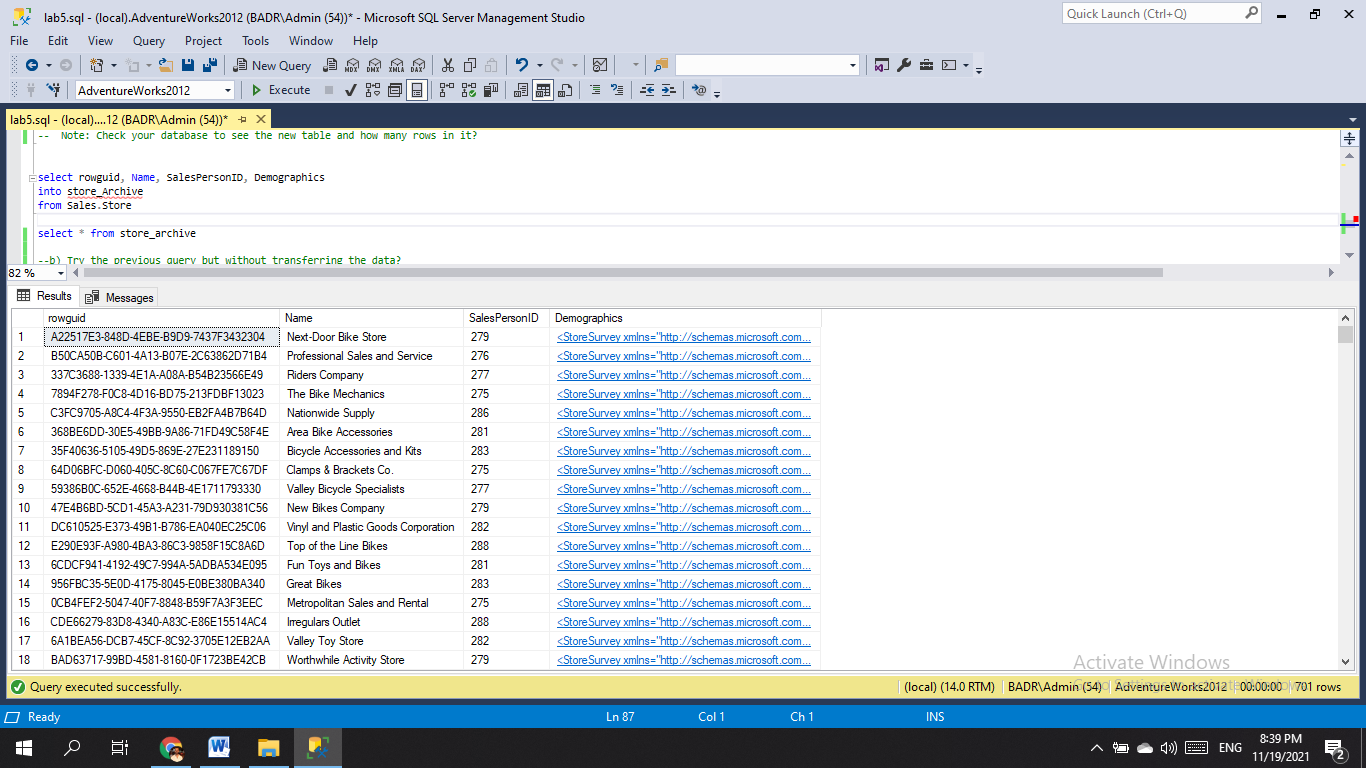 lab5.sql - (local).AdventureWorks2012 (BADR\Admin (54))* - Microsoft SQL Server Management Studio
Quick Launch (Ctrl+Q)
File Edit View Query Project Tools Window Help
New Query MDX DMX XMLA DAX
AdventureWorks2012 Execute
lab5.sql - (local)....12 (BADR\Admin (54))*
-- Note: Check your database to see the new table and how many rows in it?
select rowguid, Name, SalesPersonID, Demographics
into store_Archive
from Sales.Store
select * from store_archive
--b) Try the previous query but without transferring the data?
82 %
Results Messages
rowguid Name SalesPersonID Demographics
1 A22517E3-848D-4EBE-B9D9-7437F3432304 Next-Door Bike Store 279 <StoreSurvey xmlns="http://schemas.microsoft.com...
2 B50CA50B-C601-4A13-B07E-2C63862D71B4 Professional Sales and Service 276 <StoreSurvey xmlns="http://schemas.microsoft.com...
3 337C3688-1339-4E1A-A08A-B54B23566E49 Riders Company 277 <StoreSurvey xmlns="http://schemas.microsoft.com...
4 7894F278-F0C8-4D16-BD75-213FDBF13023 The Bike Mechanics 275 <StoreSurvey xmlns="http://schemas.microsoft.com...
5 C3FC9705-A8C4-4F3A-9550-EB2FA4B7B64D Nationwide Supply 286 <StoreSurvey xmlns="http://schemas.microsoft.com...
6 368BE6DD-30E5-49BB-9A86-71FD49C58F4E Area Bike Accessories 281 <StoreSurvey xmlns="http://schemas.microsoft.com...
7 35F40636-5105-49D5-869E-27E231189150 Bicycle Accessories and Kits 283 <StoreSurvey xmlns="http://schemas.microsoft.com...
8 64D06BFC-D060-405C-8C60-C067FE7C67DF Clamps & Brackets Co. 275 <StoreSurvey xmlns="http://schemas.microsoft.com...
9 59386B0C-652E-4668-B44B-4E1711793330 Valley Bicycle Specialists 277 <StoreSurvey xmlns="http://schemas.microsoft.com...
10 47E4B6BD-5CD1-45A3-A231-79D930381C56 New Bikes Company 279 <StoreSurvey xmlns="http://schemas.microsoft.com...
11 DC610525-E373-49B1-B786-EA040EC25C06 Vinyl and Plastic Goods Corporation 282 <StoreSurvey xmlns="http://schemas.microsoft.com...
12 E290E93F-A980-4BA3-86C3-9858F15C8A6D Top of the Line Bikes 288 <StoreSurvey xmlns="http://schemas.microsoft.com...
13 6CDCF941-4192-49C7-994A-5ADBA534E095 Fun Toys and Bikes 281 <StoreSurvey xmlns="http://schemas.microsoft.com...
14 956FBC35-5E0D-4175-8045-E0BE380BA340 Great Bikes 283 <StoreSurvey xmlns="http://schemas.microsoft.com...
15 0CB4FEF2-5047-40F7-8848-B59F7A3F3EEC Metropolitan Sales and Rental 275 <StoreSurvey xmlns="http://schemas.microsoft.com...
16 CDE66279-83D8-4340-A83C-E86E15514AC4 Irregulars Outlet 288 <StoreSurvey xmlns="http://schemas.microsoft.com...
17 6A1BEA56-DCB7-45CF-8C92-3705E12EB2AA Valley Toy Store 282 <StoreSurvey xmlns="http://schemas.microsoft.com...
18 BAD63717-99BD-4581-8160-0F1723BE42CB Worthwhile Activity Store 279 <StoreSurvey xmlns="http://schemas.microsoft.com...
Activate Windows
Query executed successfully. (local) (14.0 RTM) BADR\Admin (54) AdventureWorks2012 00:00:00 701 rows
Ready Ln 87 Col 1 Ch 1 INS
ENG 8:39 PM
11/19/2021 2